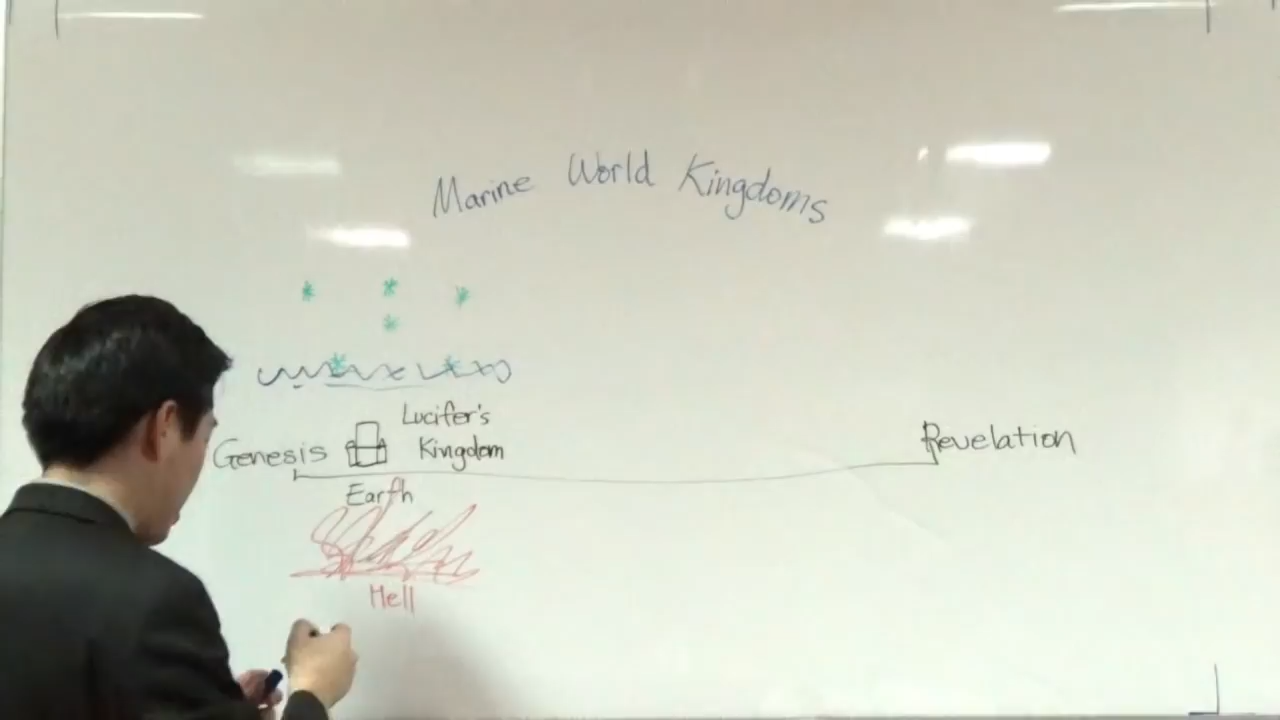 Marine World Kingdoms
Lucifer's
Genesis Kingdom Revelation
Earth
Hell